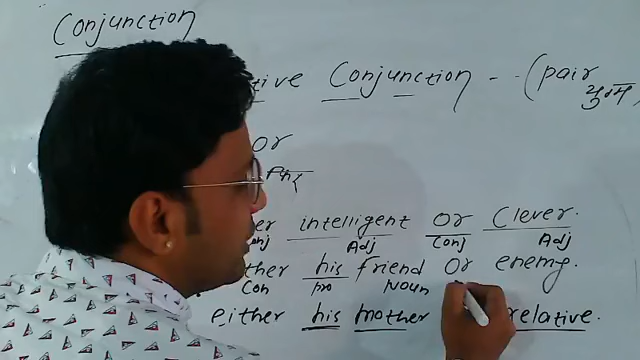 Conjunction
tive Conjunction - - (pair
युग्म
or
er intelligent or Clever.
onj Adj Conj Adj
ther his friend or enemy.
Con pro Noun
either his mother relative.